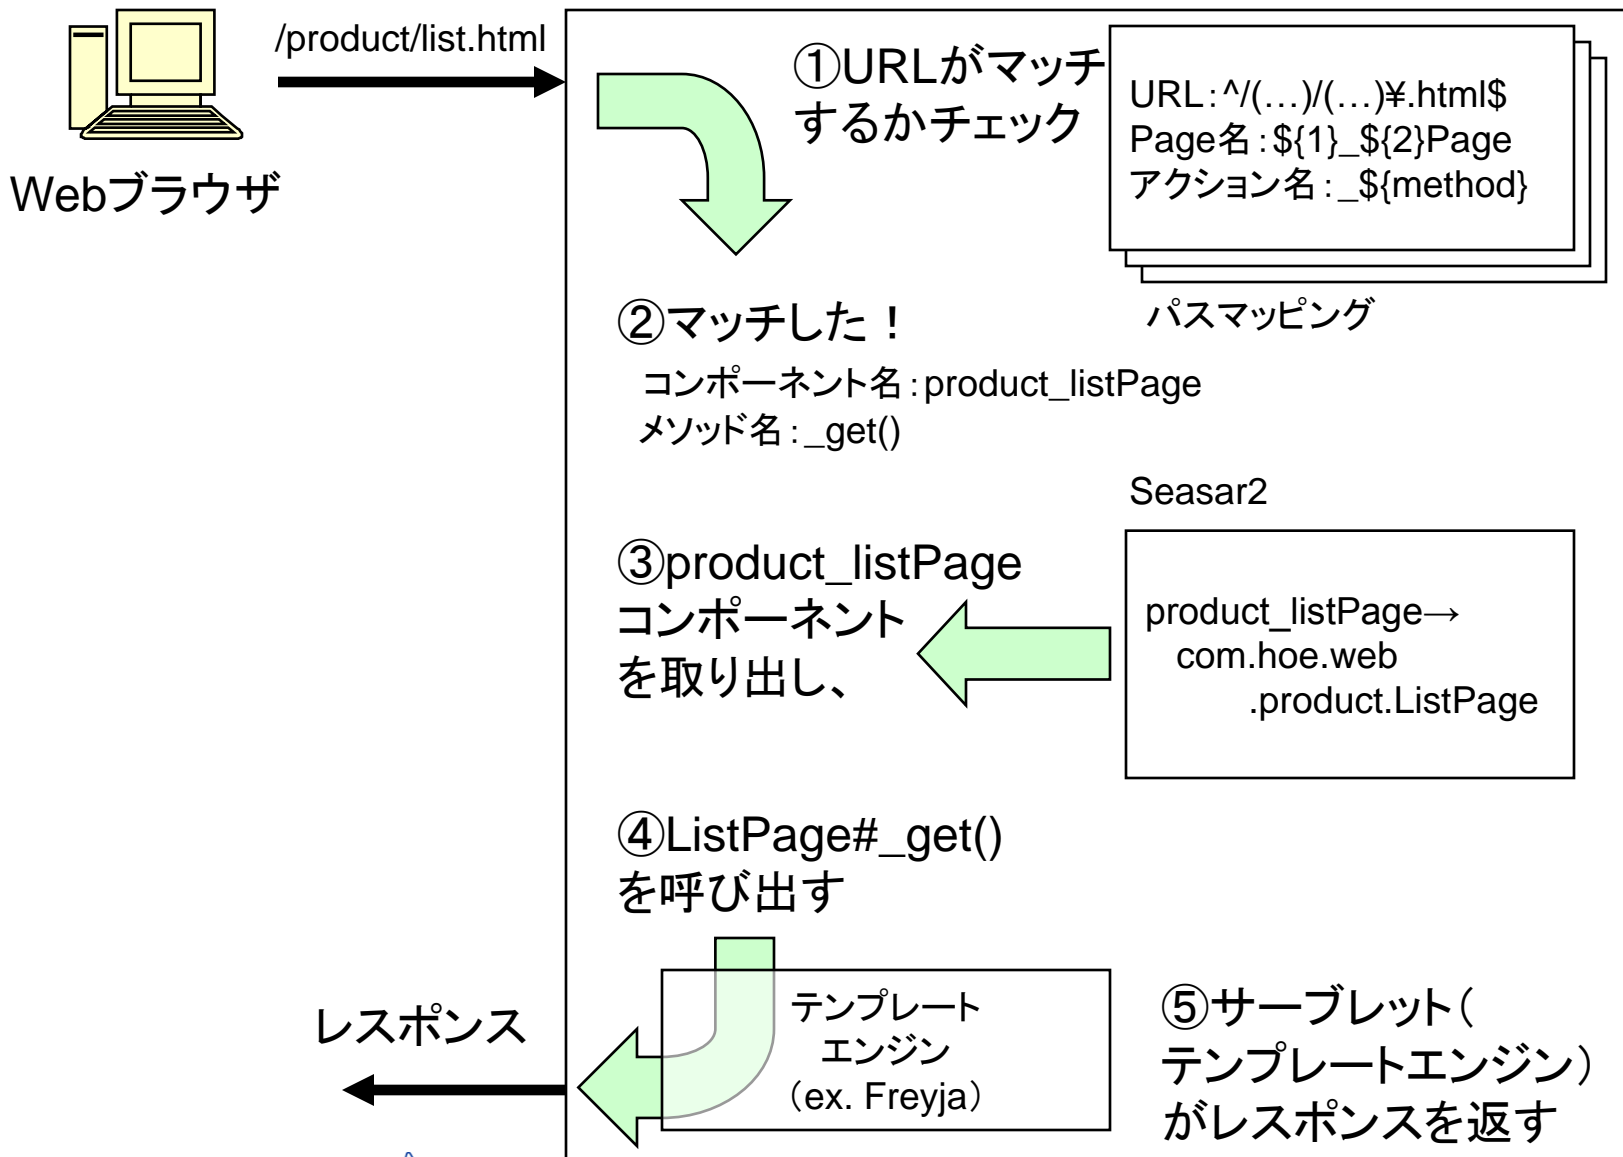 /product/list.html
Webブラウザ
①URLがマッチ
するかチェック
URL:^/(…)/(…)¥.html$
Page名:${1}_${2}Page
アクション名:_${method}
パスマッピング
②マッチした!
コンポーネント名:product_listPage
メソッド名:_get()
Seasar2
③product_listPage
コンポーネント
を取り出し、
product_listPage→
com.hoe.web
.product.ListPage
④ListPage#_get()
を呼び出す
テンプレート
エンジン
(ex. Freyja)
レスポンス
⑤サーブレット(
テンプレートエンジン)
がレスポンスを返す